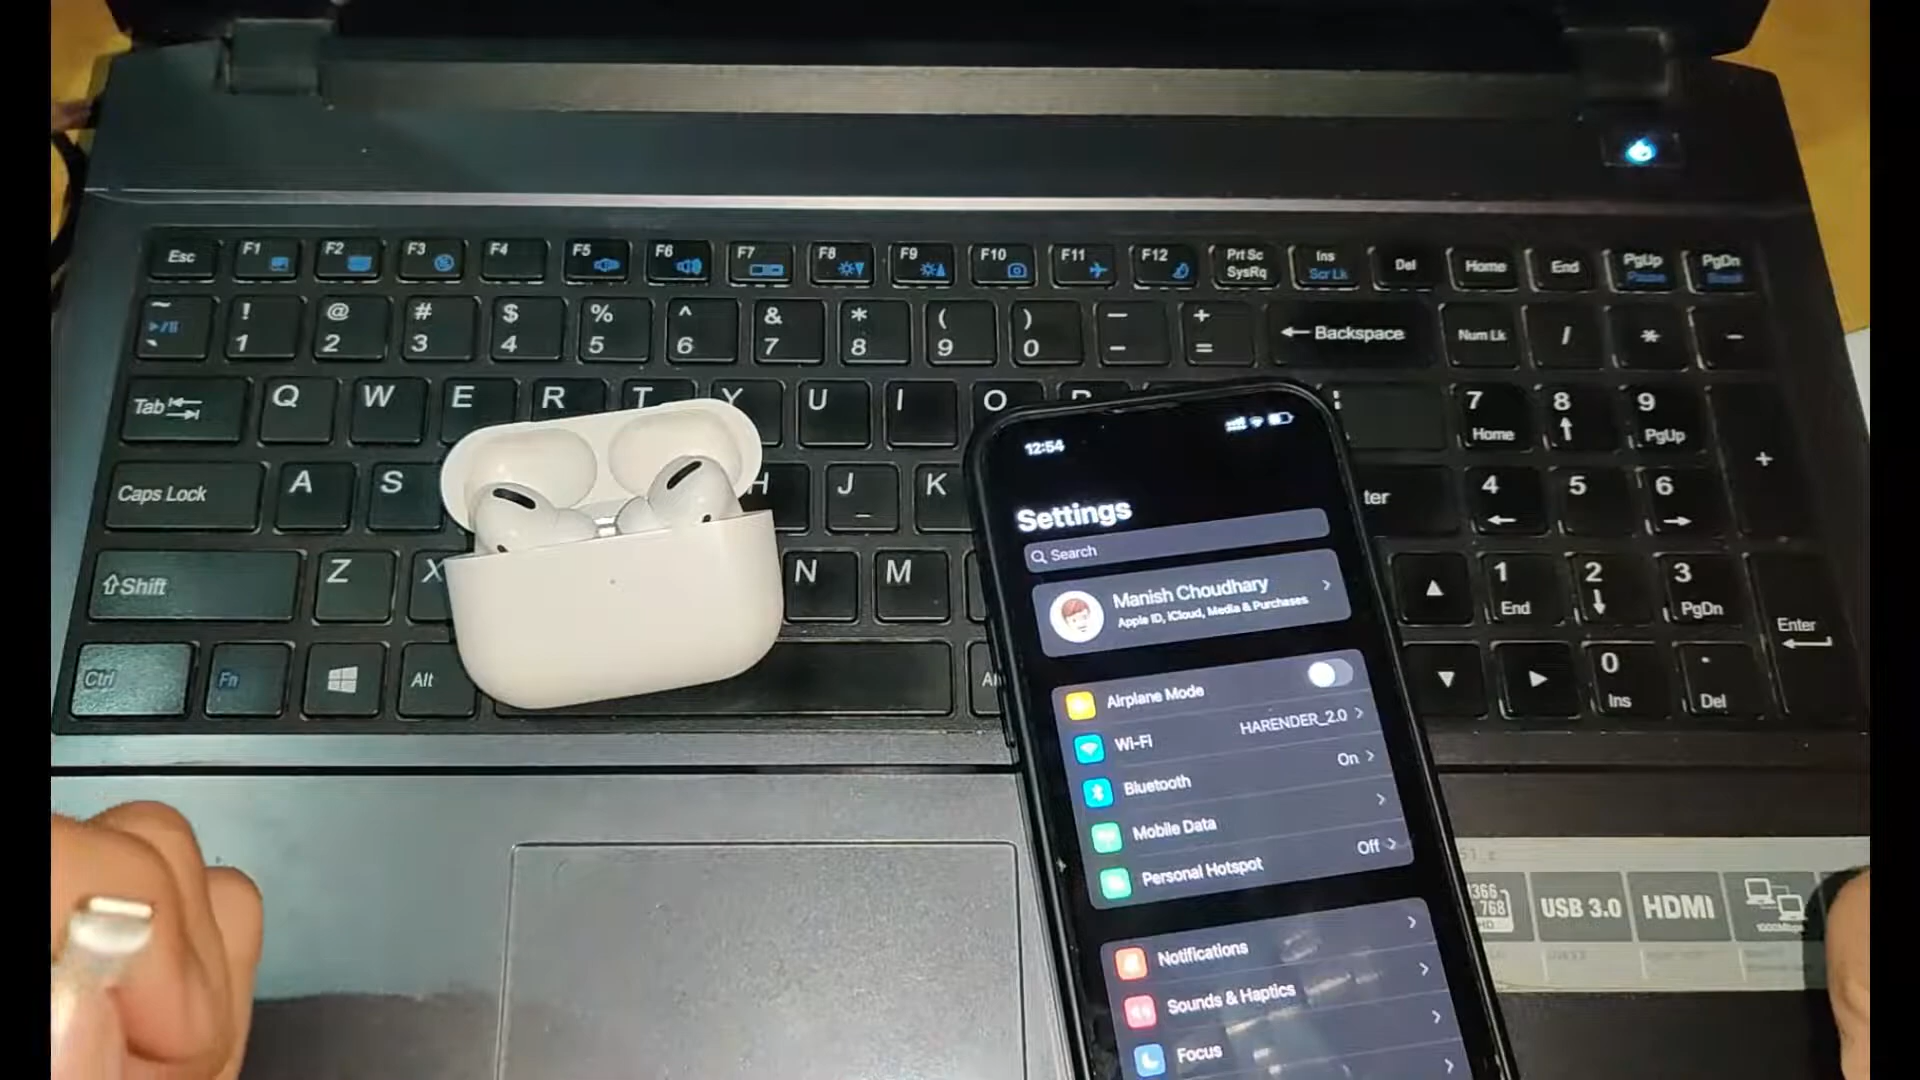 Esc F1 F2 F3 F4 F5 F6 F7 F8 F9 F10 F11 F12 Prt Sc SysRq Ins Scr Lk Del Home End PgUp Pause PgDn
~ ` ! 1 @ 2 # 3 $ 4 % 5 ^ 6 & 7 * 8 ( 9 ) 0 — - + = Backspace Num Lk / * -
Tab Q W E R T Y U I O P 7 Home 8 9 PgUp +
Caps Lock A S H J K 4 5 6
Shift Z X N M 1 End 2 3 PgDn Enter
Ctrl Fn Alt 0 Ins . Del
12:54
Settings
Search
Manish Choudhary
Apple ID, iCloud, Media & Purchases
Airplane Mode
Wi-Fi HARENDER_2.0
Bluetooth On
Mobile Data
Personal Hotspot Off
Notifications
Sounds & Haptics
Focus
1366 768 USB 3.0 HDMI